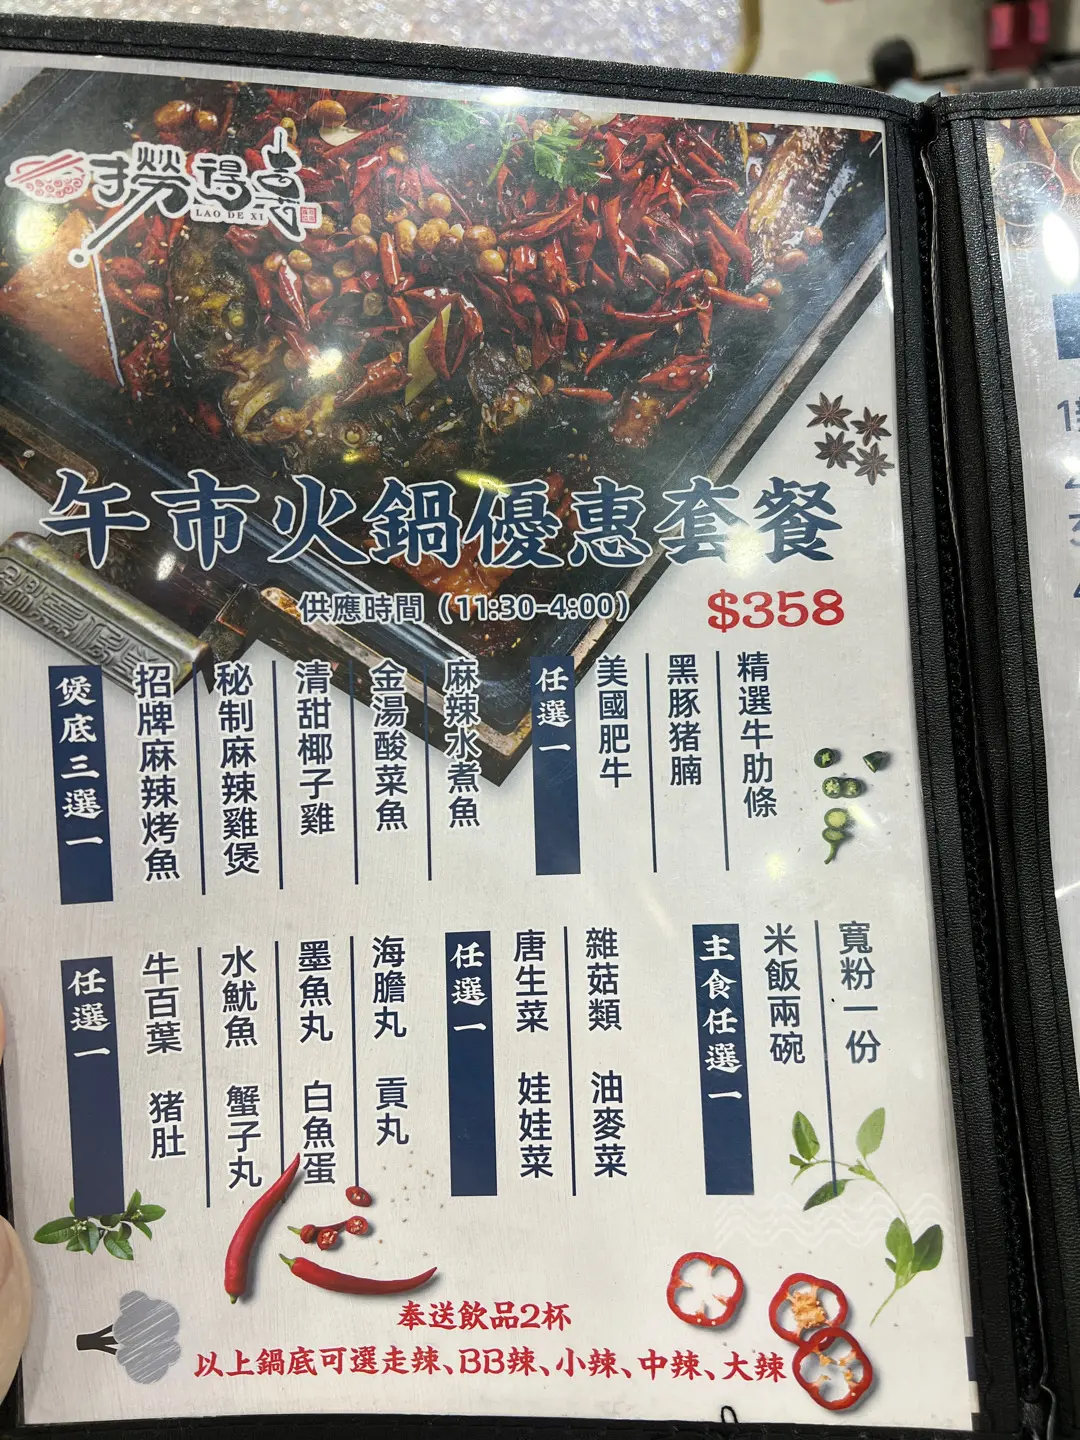 撈得意
LAO DE XI
午市火鍋優惠套餐
供應時間（11:30-4:00）
$358
煲底三選一
招牌麻辣烤魚
秘制麻辣雞煲
清甜椰子雞
金湯酸菜魚
麻辣水煮魚
任選一
美國肥牛
黑豚猪腩
精選牛肋條
任選一
牛百葉 猪肚
水魷魚 蟹子丸
墨魚丸 白魚蛋
海膽丸 貢丸
任選一
唐生菜 娃娃菜
雜菇類 油麥菜
主食任選一
米飯兩碗
寬粉一份
奉送飲品2杯
以上鍋底可選走辣、BB辣、小辣、中辣、大辣